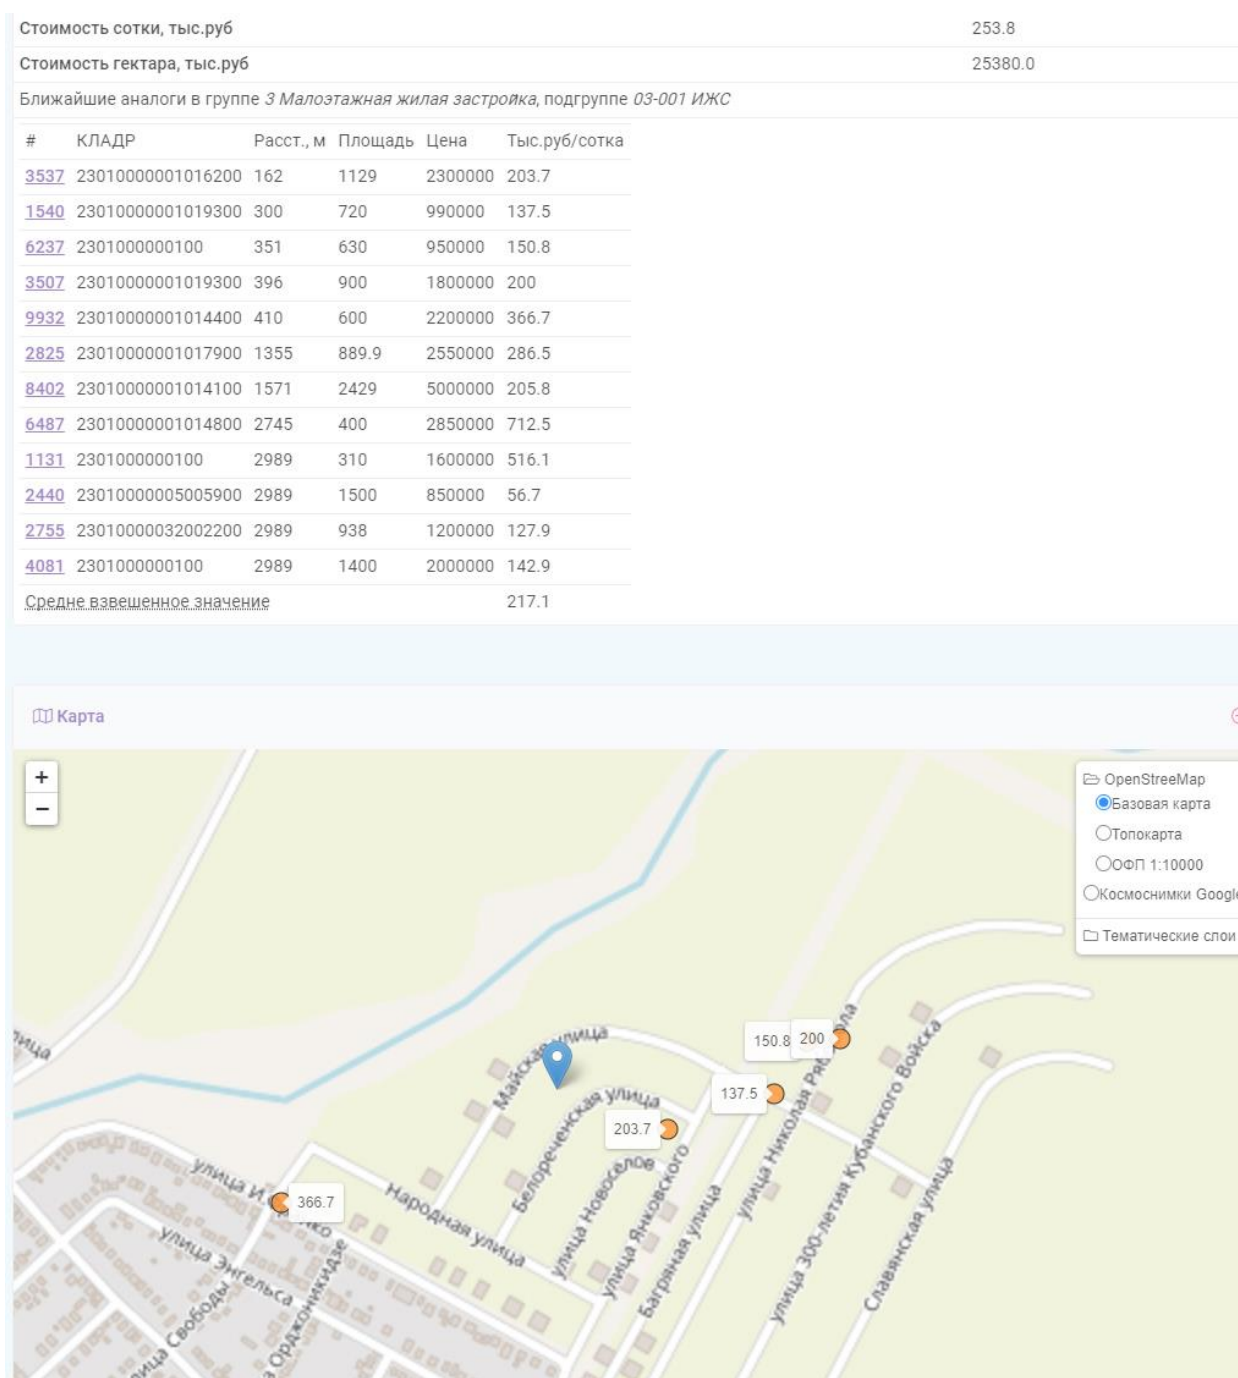 Стоимость сотки, тыс.руб 253.8
Стоимость гектара, тыс.руб 25380.0
Ближайшие аналоги в группе 3 Малоэтажная жилая застройка, подгруппе 03-001 ИЖС
# КЛАДР Расст., м Площадь Цена Тыс.руб/сотка
3537 23010000001016200 162 1129 2300000 203.7
1540 23010000001019300 300 720 990000 137.5
6237 2301000000100 351 630 950000 150.8
3507 23010000001019300 396 900 1800000 200
9932 23010000001014400 410 600 2200000 366.7
2825 23010000001017900 1355 889.9 2550000 286.5
8402 23010000001014100 1571 2429 5000000 205.8
6487 23010000001014800 2745 400 2850000 712.5
1131 2301000000100 2989 310 1600000 516.1
2440 23010000005005900 2989 1500 850000 56.7
2755 23010000032002200 2989 938 1200000 127.9
4081 2301000000100 2989 1400 2000000 142.9
Средне взвешенное значение 217.1
Карта
+
−
OpenStreeMap
Базовая карта
Топокарта
ОФП 1:10000
Космоснимки Google
Тематические слои
Майская улица
150.8
200
137.5
203.7
366.7
Белореченская улица
улица Новосёлов
улица Янковского
Багряная улица
улица Николая
улица 300-летия Кубанского Войска
Славянская улица
Народная улица
улица И.
улица Энгельса
улица Свободы
Орджоникидзе